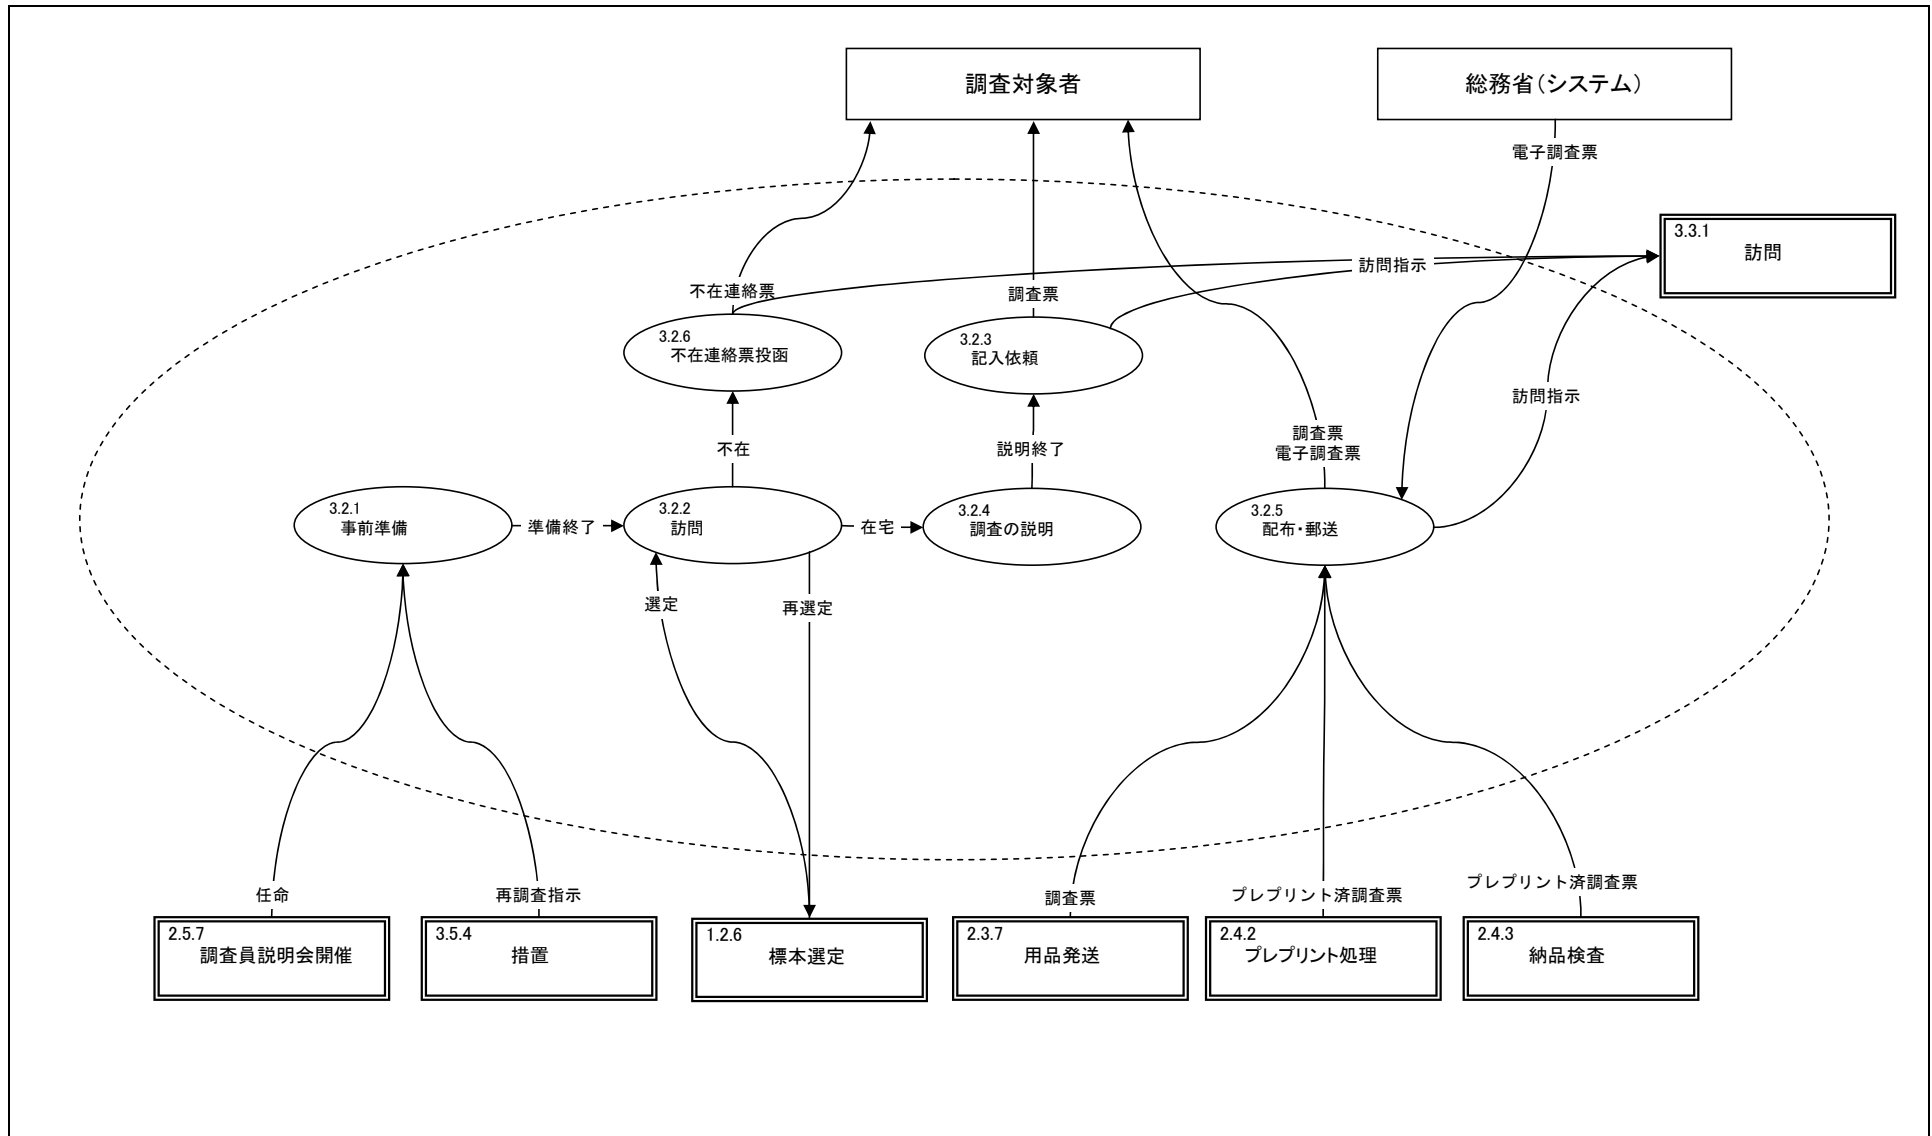 調査対象者
総務省(システム)
電子調査票
3.3.1
訪問
訪問指示
不在連絡票
調査票
3.2.6
不在連絡票投函
3.2.3
記入依頼
訪問指示
調査票
電子調査票
不在
説明終了
3.2.1
事前準備
準備終了
3.2.2
訪問
在宅
3.2.4
調査の説明
3.2.5
配布・郵送
選定
再選定
任命
再調査指示
調査票
プレプリント済調査票
プレプリント済調査票
2.5.7
調査員説明会開催
3.5.4
措置
1.2.6
標本選定
2.3.7
用品発送
2.4.2
プレプリント処理
2.4.3
納品検査